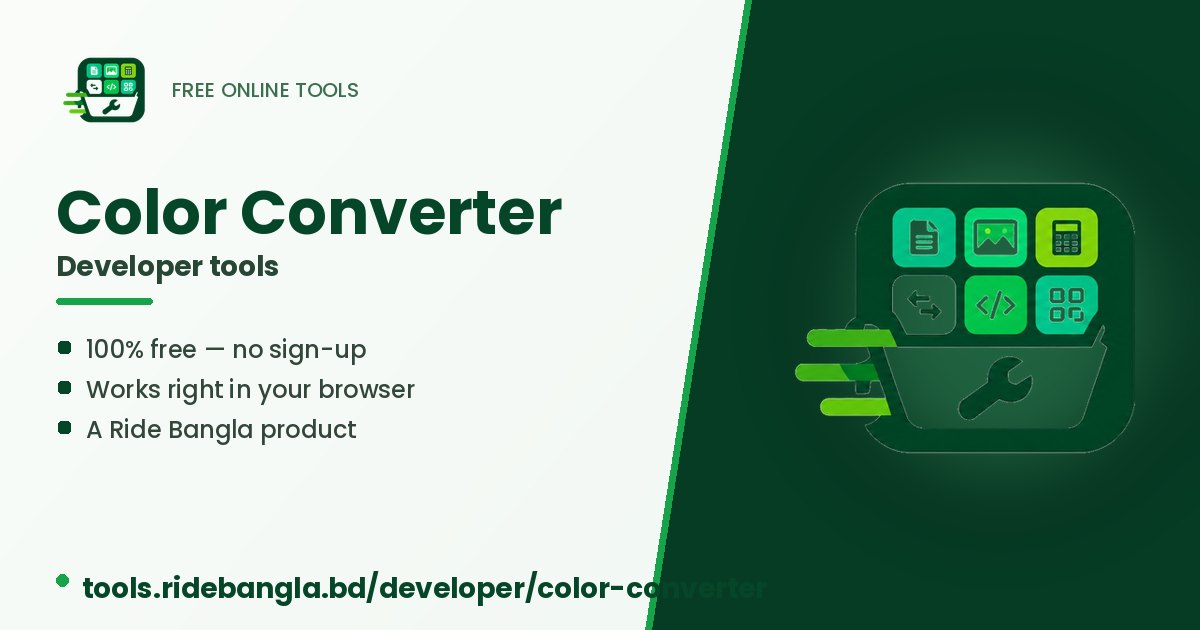 FREE ONLINE TOOLS
Color Converter
Developer tools
100% free — no sign-up
Works right in your browser
A Ride Bangla product
tools.ridebangla.bd/developer/color-converter